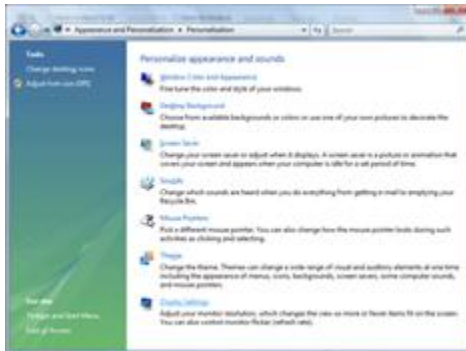 Appearance and Personalization ▸ Personalization
Search
Tasks
Change desktop icons
Adjust font size (DPI)
Personalize appearance and sounds
Window Color and Appearance
Fine tune the color and style of your windows.
Desktop Background
Choose from available backgrounds or colors or use one of your own pictures to decorate the
desktop.
Screen Saver
Change your screen saver or adjust when it displays. A screen saver is a picture or animation that
covers your screen and appears when your computer is idle for a set period of time.
Sounds
Change which sounds are heard when you do everything from getting e-mail to emptying your
Recycle Bin.
Mouse Pointers
Pick a different mouse pointer. You can also change how the mouse pointer looks during such
activities as clicking and selecting.
Theme
Change the theme. Themes can change a wide range of visual and auditory elements at one time
including the appearance of menus, icons, backgrounds, screen savers, some computer sounds,
and mouse pointers.
Display Settings
Adjust your monitor resolution, which changes the view so more or fewer items fit on the screen.
You can also control monitor flicker (refresh rate).
See also
Taskbar and Start Menu
Ease of Access